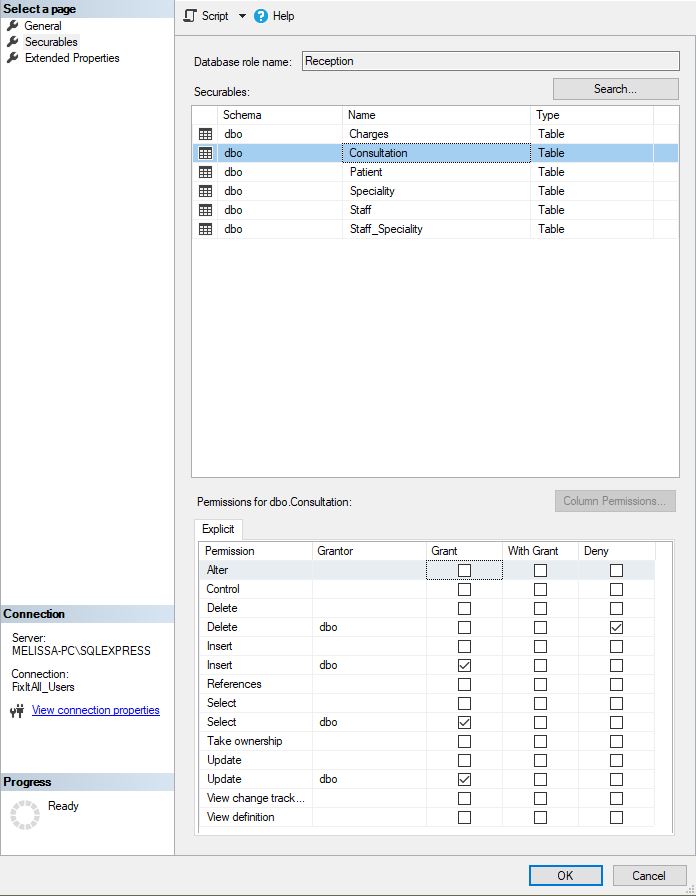 Select a page
General
Securables
Extended Properties
Script Help
Database role name: Reception
Securables: Search...
Schema Name Type
dbo Charges Table
dbo Consultation Table
dbo Patient Table
dbo Speciality Table
dbo Staff Table
dbo Staff_Speciality Table
Permissions for dbo.Consultation: Column Permissions...
Explicit
Permission Grantor Grant With Grant Deny
Alter
Control
Delete
Delete dbo
Insert
Insert dbo
References
Select
Select dbo
Take ownership
Update
Update dbo
View change track...
View definition
Connection
Server:
MELISSA-PC\SQLEXPRESS
Connection:
FixItAll_Users
View connection properties
Progress
Ready
OK Cancel